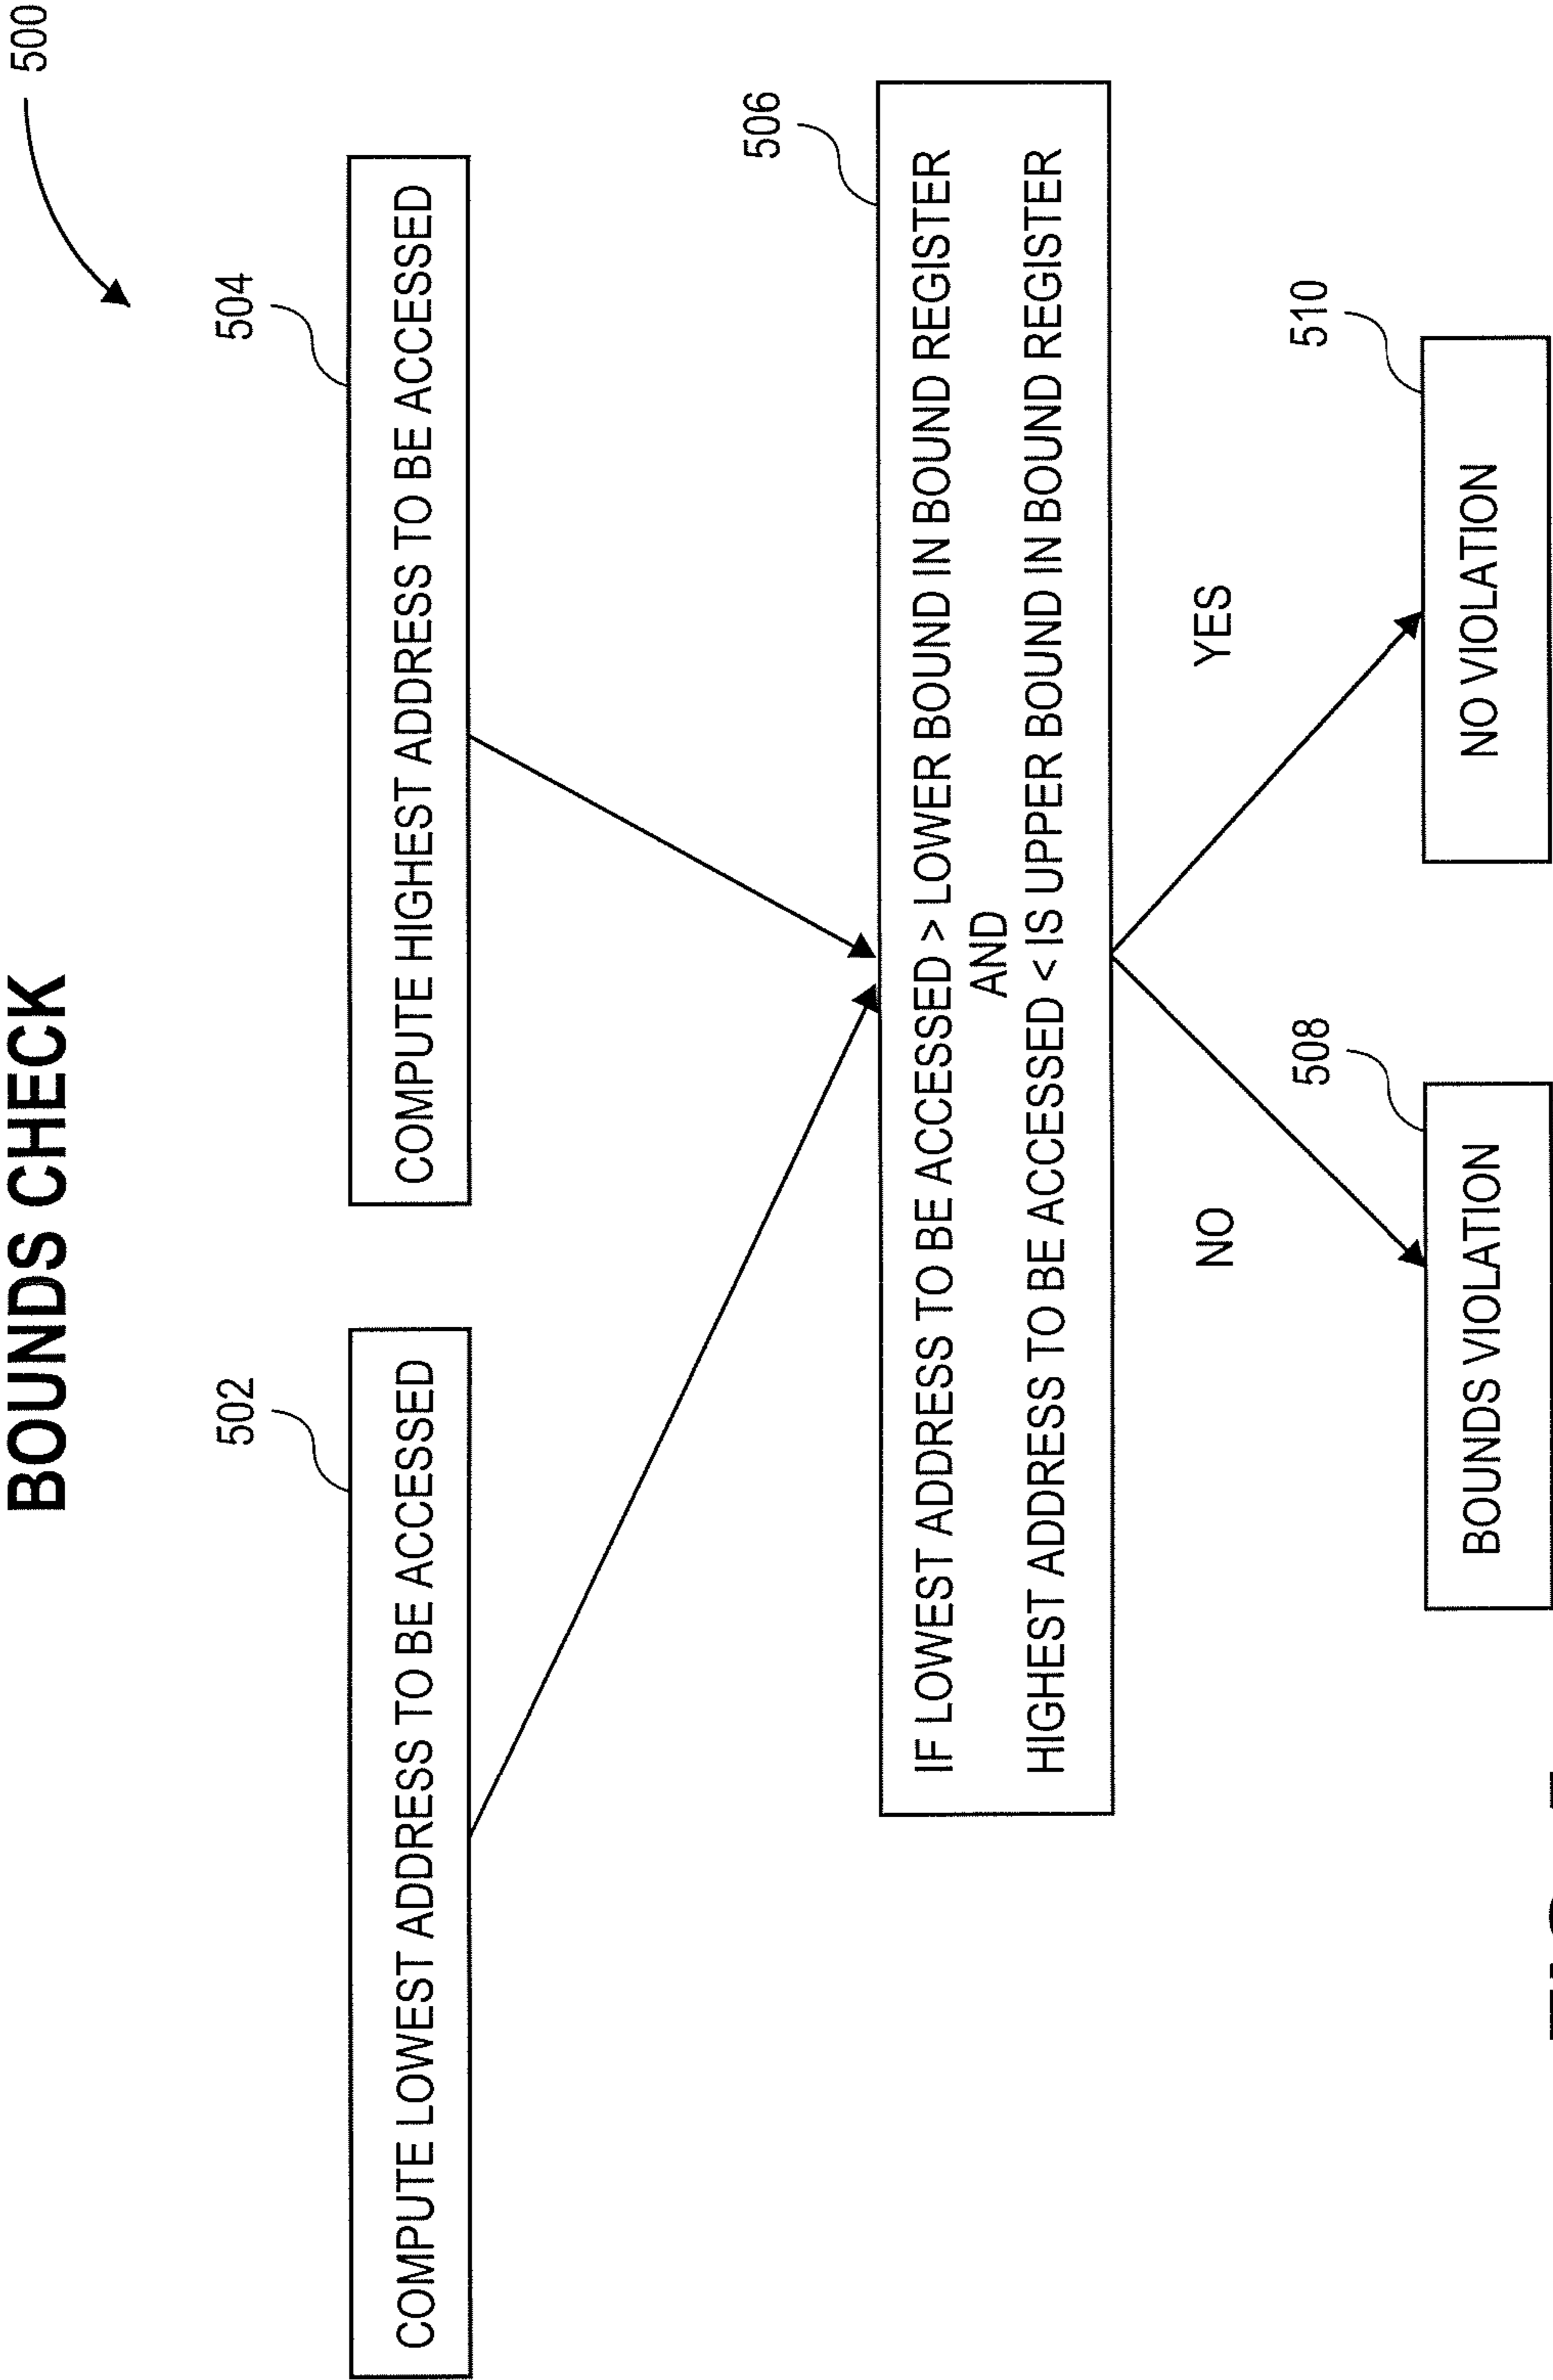 BOUNDS CHECK
500
502
504
COMPUTE LOWEST ADDRESS TO BE ACCESSED
COMPUTE HIGHEST ADDRESS TO BE ACCESSED
506
IF LOWEST ADDRESS TO BE ACCESSED > LOWER BOUND IN BOUND REGISTER
AND
HIGHEST ADDRESS TO BE ACCESSED < IS UPPER BOUND IN BOUND REGISTER
NO
YES
508
510
BOUNDS VIOLATION
NO VIOLATION